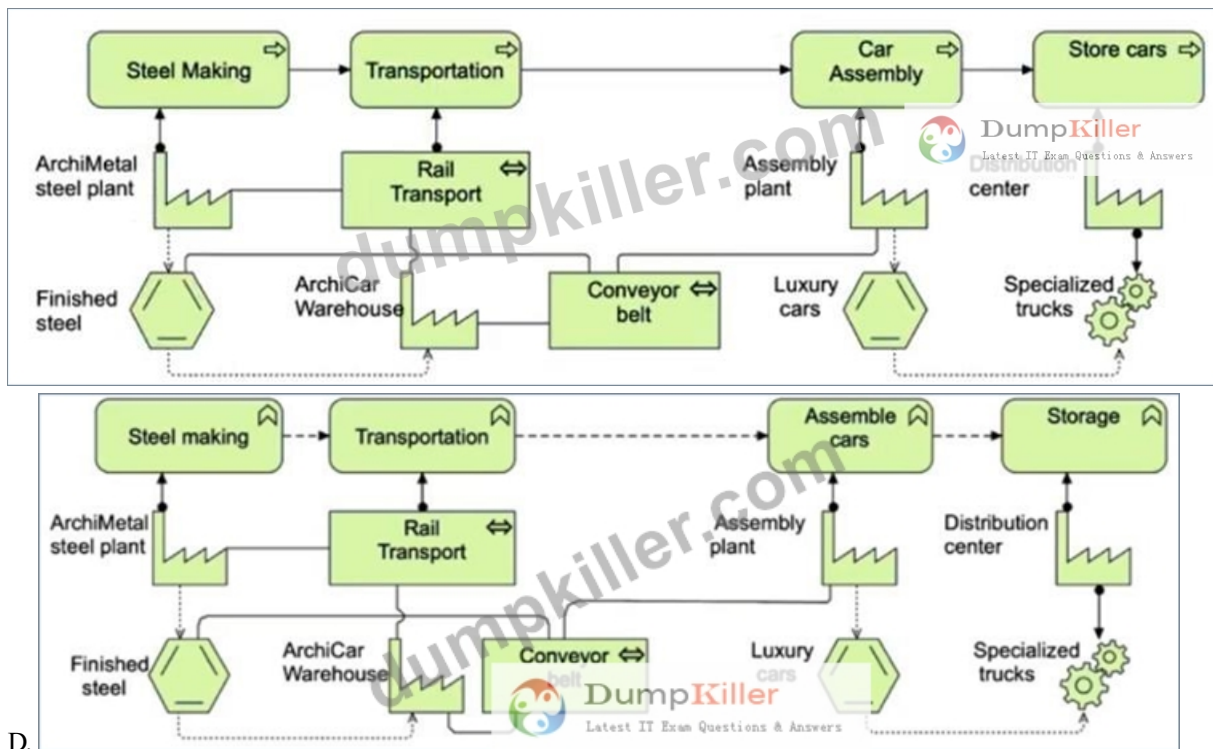 Steel Making
Transportation
Car
Assembly
Store cars
DumpKiller
Latest IT Exam Questions & Answers
ArchiMetal
steel plant
Rail
Transport
Assembly
plant
Distribution
center
dumpkiller.com
Finished
steel
ArchiCar
Warehouse
Conveyor
belt
Luxury
cars
Specialized
trucks
Steel making
Transportation
Assemble
cars
Storage
ArchiMetal
steel plant
Rail
Transport
Assembly
plant
Distribution
center
dumpkiller.com
Finished
steel
ArchiCar
Warehouse
Conveyor
belt
Luxury
cars
Specialized
trucks
DumpKiller
Latest IT Exam Questions & Answers
D.